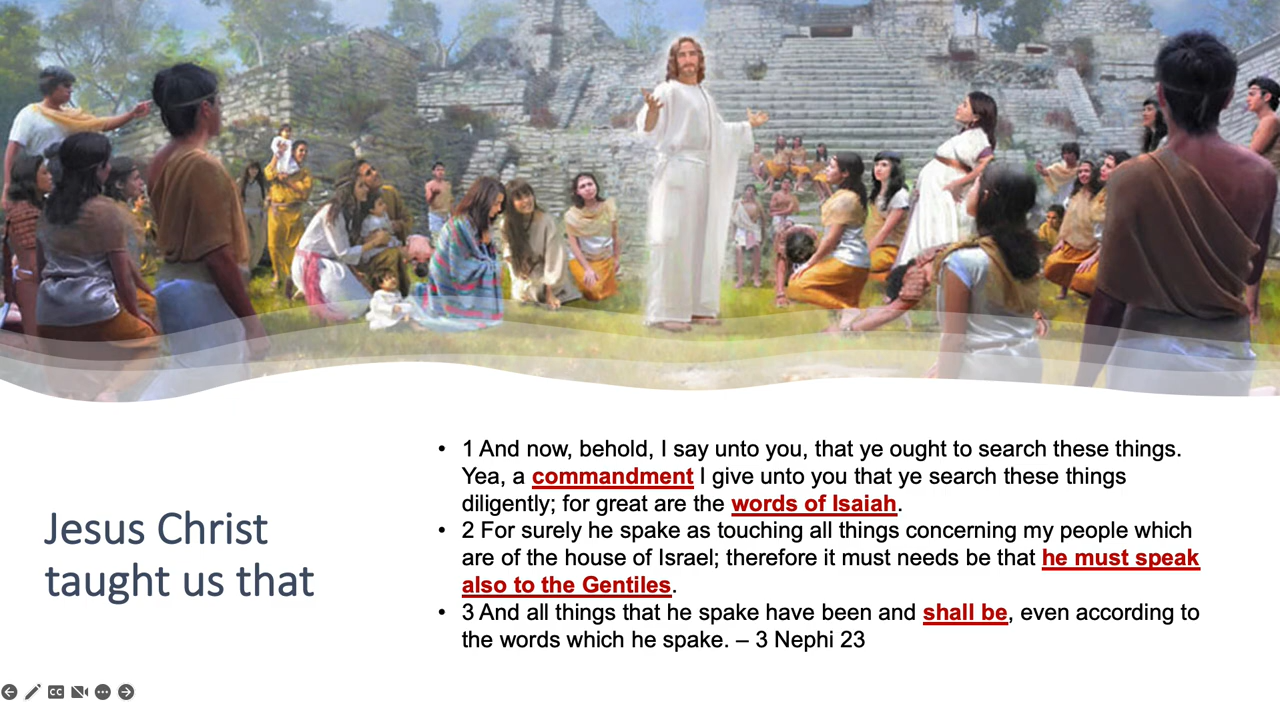 Jesus Christ
taught us that
• 1 And now, behold, I say unto you, that ye ought to search these things.
Yea, a commandment I give unto you that ye search these things
diligently; for great are the words of Isaiah.
• 2 For surely he spake as touching all things concerning my people which
are of the house of Israel; therefore it must needs be that he must speak
also to the Gentiles.
• 3 And all things that he spake have been and shall be, even according to
the words which he spake. – 3 Nephi 23
CC